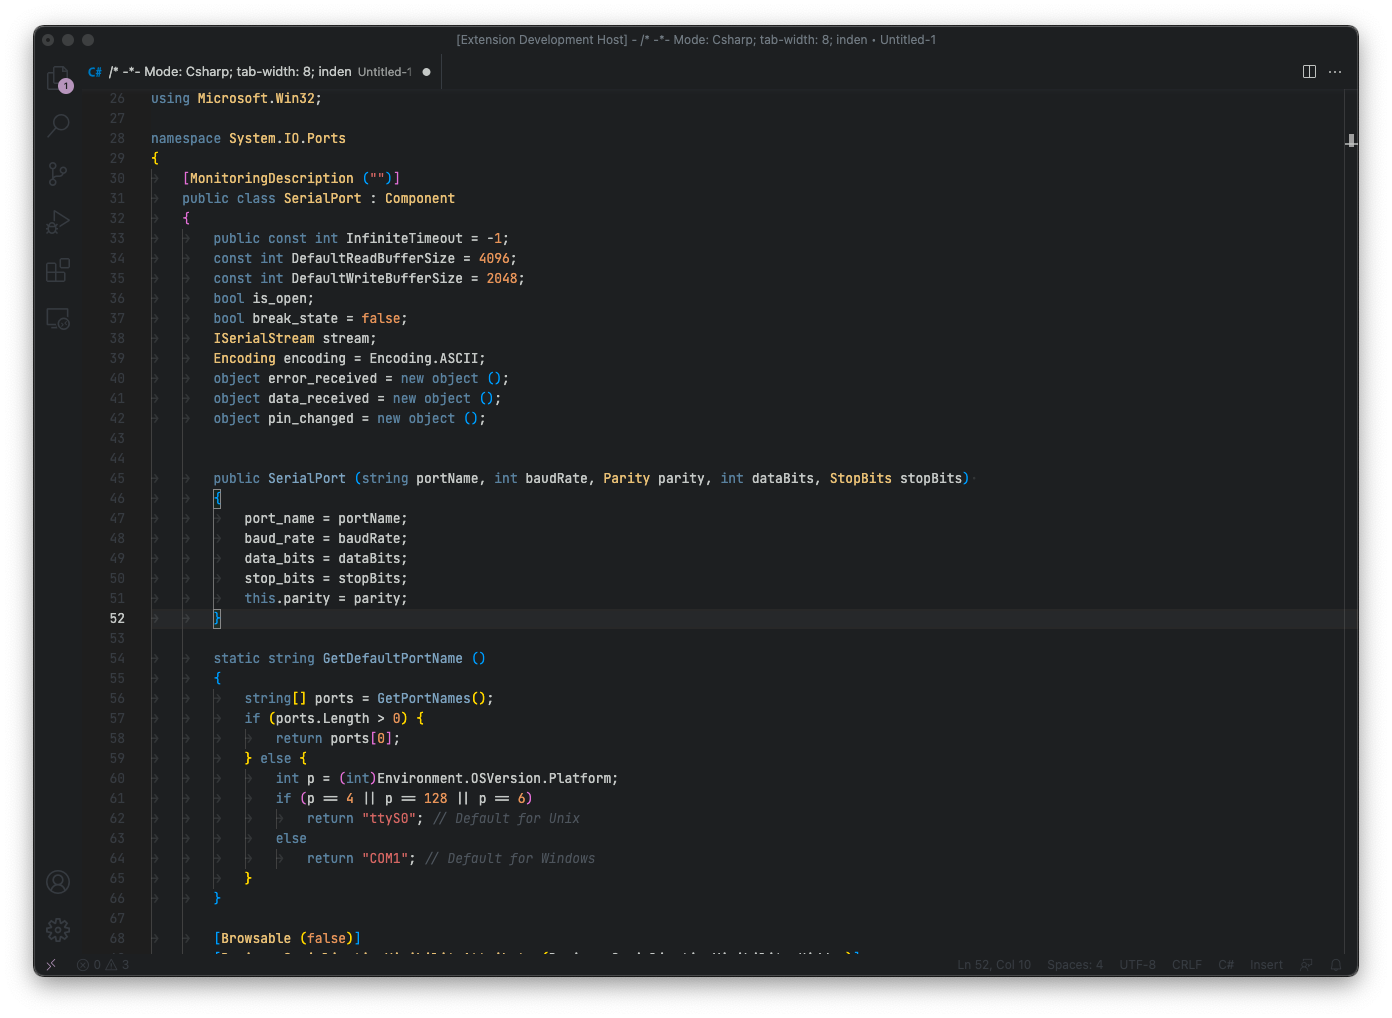 [Extension Development Host] - /* -*- Mode: Csharp; tab-width: 8; inden • Untitled-1
C# /* -*- Mode: Csharp; tab-width: 8; inden Untitled-1
1
26 using Microsoft.Win32;
27
28 namespace System.IO.Ports
29 {
30 [MonitoringDescription ("")]
31 public class SerialPort : Component
32 {
33 public const int InfiniteTimeout = -1;
34 const int DefaultReadBufferSize = 4096;
35 const int DefaultWriteBufferSize = 2048;
36 bool is_open;
37 bool break_state = false;
38 ISerialStream stream;
39 Encoding encoding = Encoding.ASCII;
40 object error_received = new object ();
41 object data_received = new object ();
42 object pin_changed = new object ();
43
44
45 public SerialPort (string portName, int baudRate, Parity parity, int dataBits, StopBits stopBits)
46 {
47 port_name = portName;
48 baud_rate = baudRate;
49 data_bits = dataBits;
50 stop_bits = stopBits;
51 this.parity = parity;
52 }
53
54 static string GetDefaultPortName ()
55 {
56 string[] ports = GetPortNames();
57 if (ports.Length > 0) {
58 return ports[0];
59 } else {
60 int p = (int)Environment.OSVersion.Platform;
61 if (p == 4 || p == 128 || p == 6)
62 return "ttyS0"; // Default for Unix
63 else
64 return "COM1"; // Default for Windows
65 }
66 }
67
68 [Browsable (false)]
0 3
Ln 52, Col 10 Spaces: 4 UTF-8 CRLF C# Insert